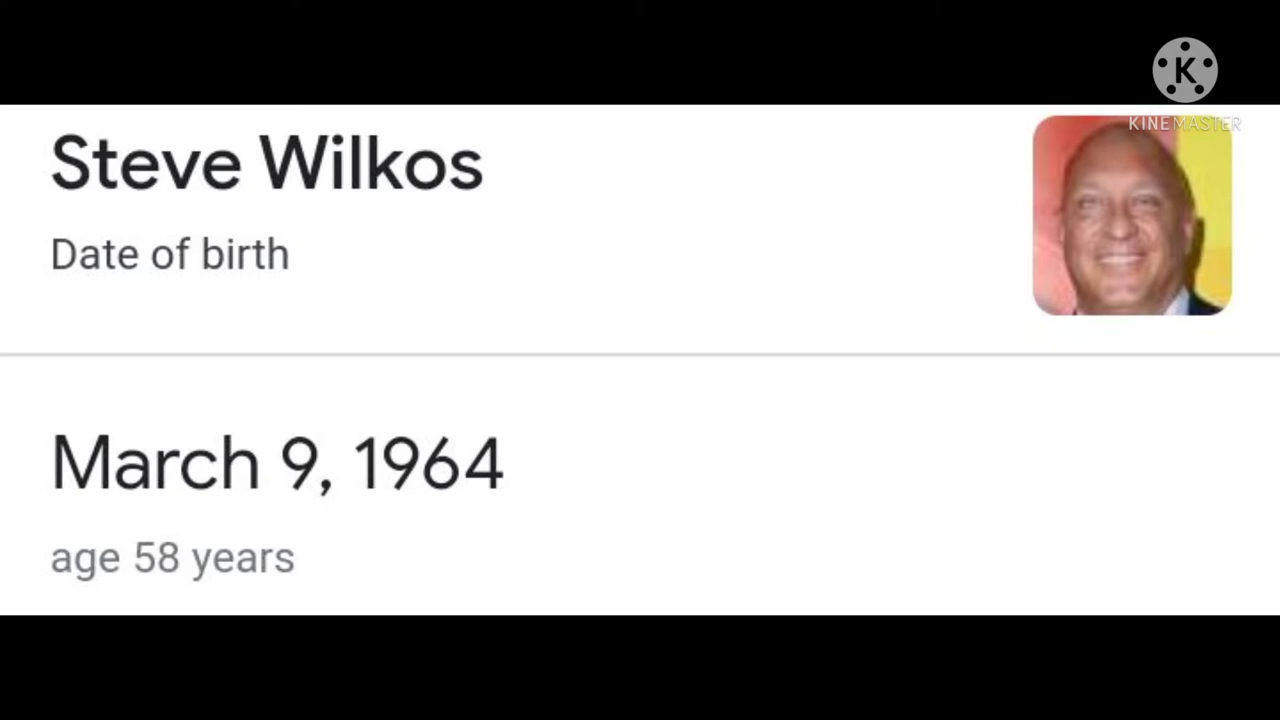 K
KINEMASTER
Steve Wilkos
Date of birth
March 9, 1964
age 58 years